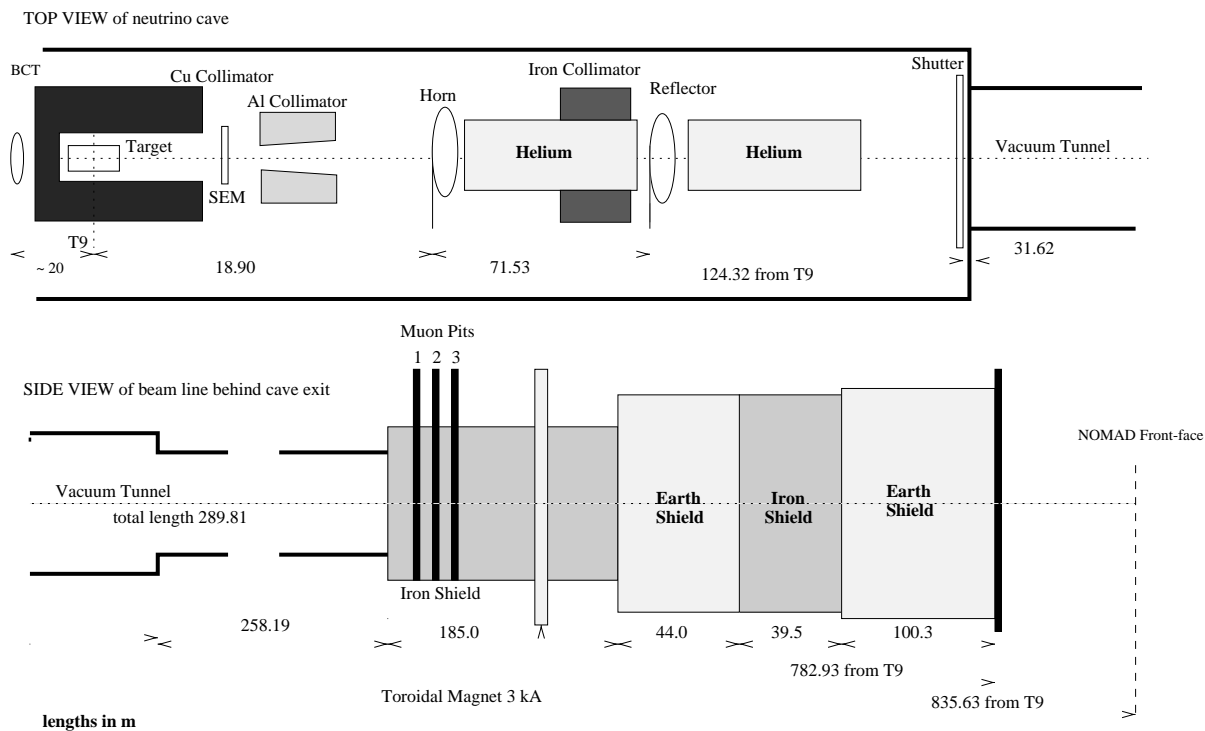 TOP VIEW of neutrino cave
BCT
Cu Collimator
Al Collimator
Horn
Iron Collimator
Reflector
Shutter
Target
SEM
Helium
Helium
Vacuum Tunnel
T9
~ 20
18.90
71.53
124.32 from T9
31.62
Muon Pits
1 2 3
SIDE VIEW of beam line behind cave exit
NOMAD Front-face
Vacuum Tunnel
total length 289.81
Earth
Shield
Iron
Shield
Earth
Shield
Iron Shield
258.19
185.0
44.0
39.5
100.3
782.93 from T9
Toroidal Magnet 3 kA
835.63 from T9
lengths in m